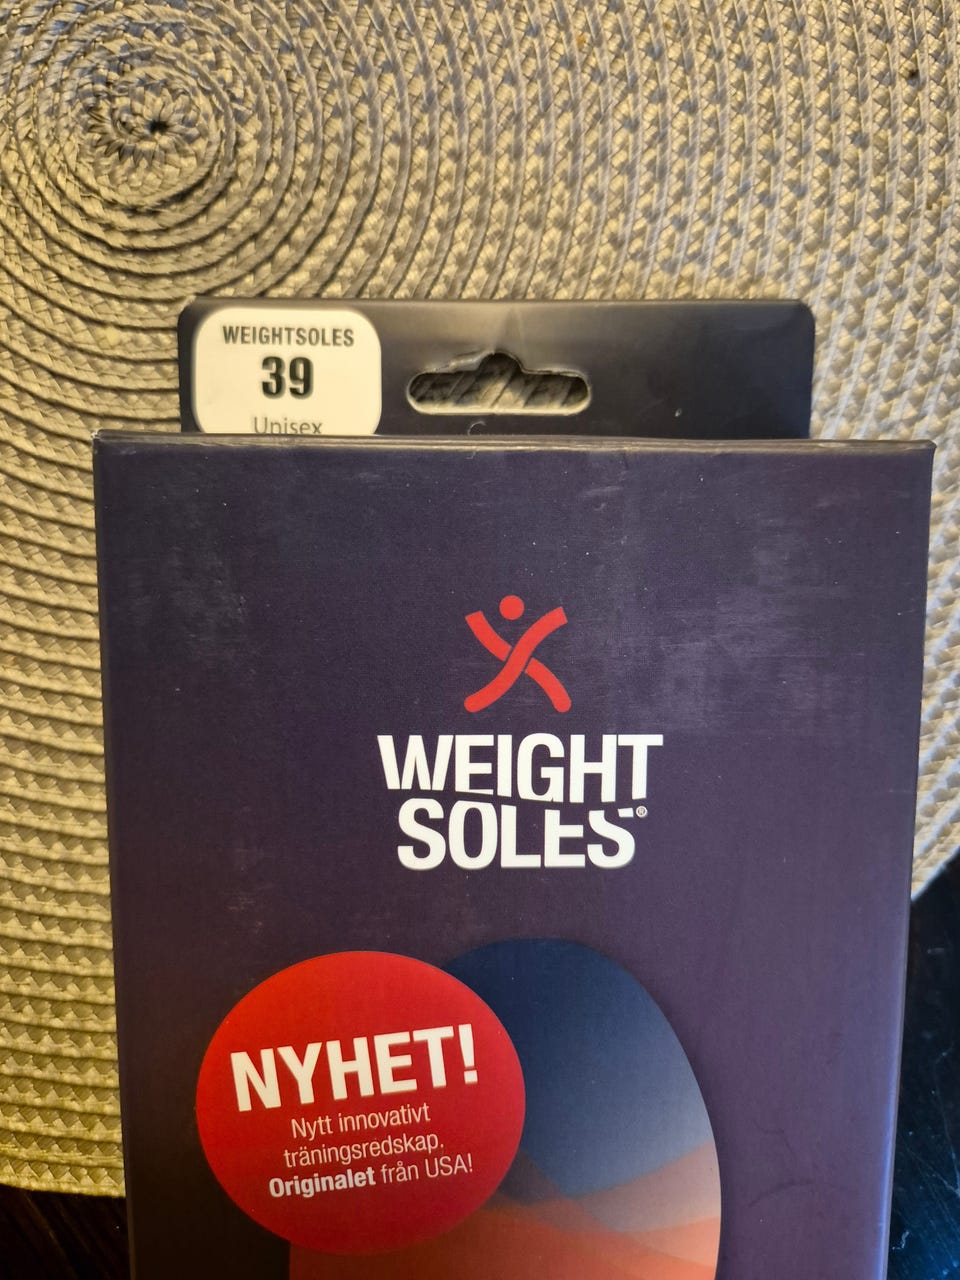 WEIGHTSOLES
39
Unisex
WEIGHT
SOLES®
NYHET!
Nytt innovativt
träningsredskap.
Originalet från USA!